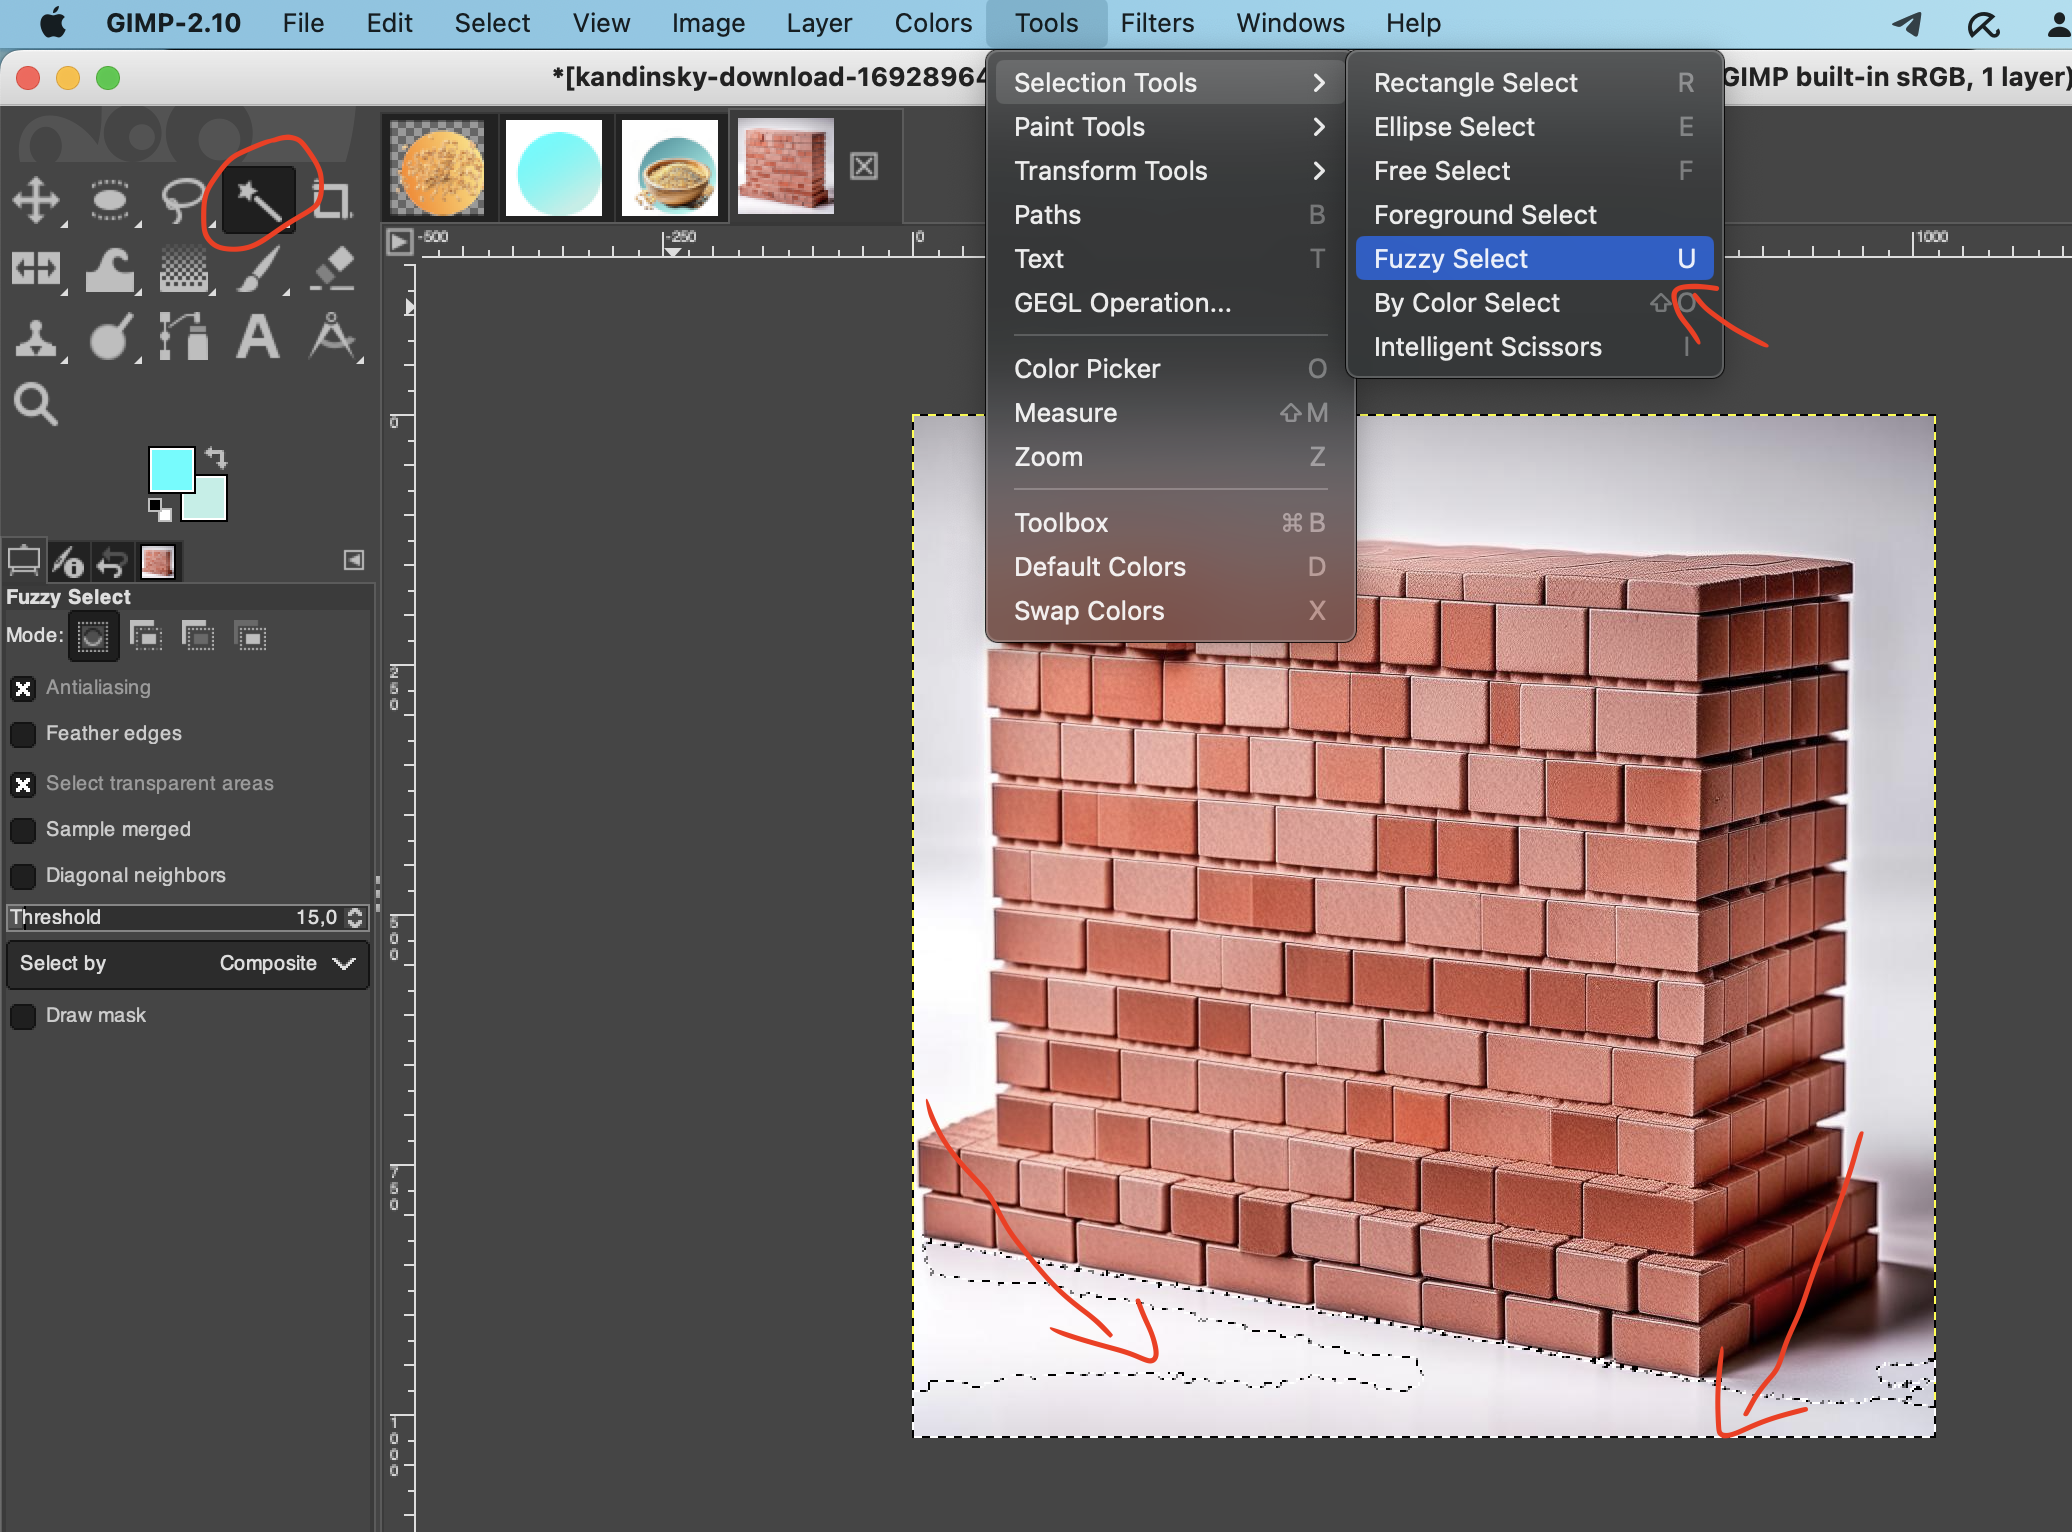 GIMP-2.10 File Edit Select View Image Layer Colors Tools Filters Windows Help
*[kandinsky-download-16928964
GIMP built-in sRGB, 1 layer)
Selection Tools
Paint Tools
Transform Tools
Paths B
Text T
GEGL Operation...
Color Picker O
Measure ⇧M
Zoom Z
Toolbox ⌘B
Default Colors D
Swap Colors X
Rectangle Select R
Ellipse Select E
Free Select F
Foreground Select
Fuzzy Select U
By Color Select ⇧O
Intelligent Scissors I
-500 -250 0 1000
0
250
500
750
1000
Fuzzy Select
Mode:
Antialiasing
Feather edges
Select transparent areas
Sample merged
Diagonal neighbors
Threshold 15,0
Select by Composite
Draw mask